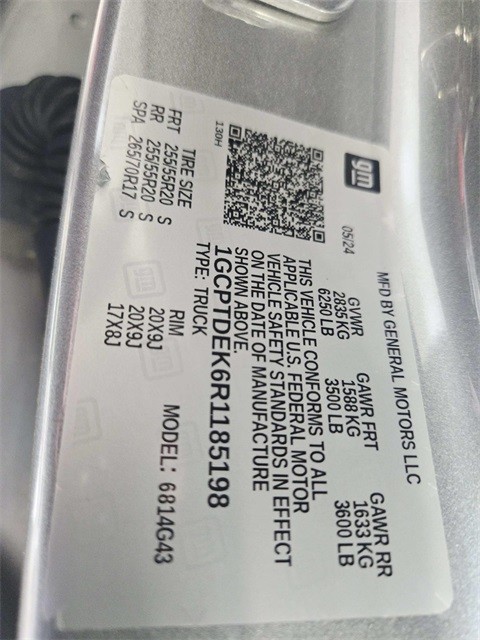 MFD BY GENERAL MOTORS LLC
gm
05/24
GVWR GAWR FRT GAWR RR
2835 KG 1588 KG 1633 KG
6250 LB 3500 LB 3600 LB
THIS VEHICLE CONFORMS TO ALL
APPLICABLE U.S. FEDERAL MOTOR
VEHICLE SAFETY STANDARDS IN EFFECT
ON THE DATE OF MANUFACTURE
SHOWN ABOVE.
1GCPTDEK6R1185198
TYPE: TRUCK
130H
MODEL: 6814G43
TIRE SIZE RIM
FRT 255/55R20 S 20X9J
RR 255/55R20 S 20X9J
SPA 265/70R17 S 17X8J